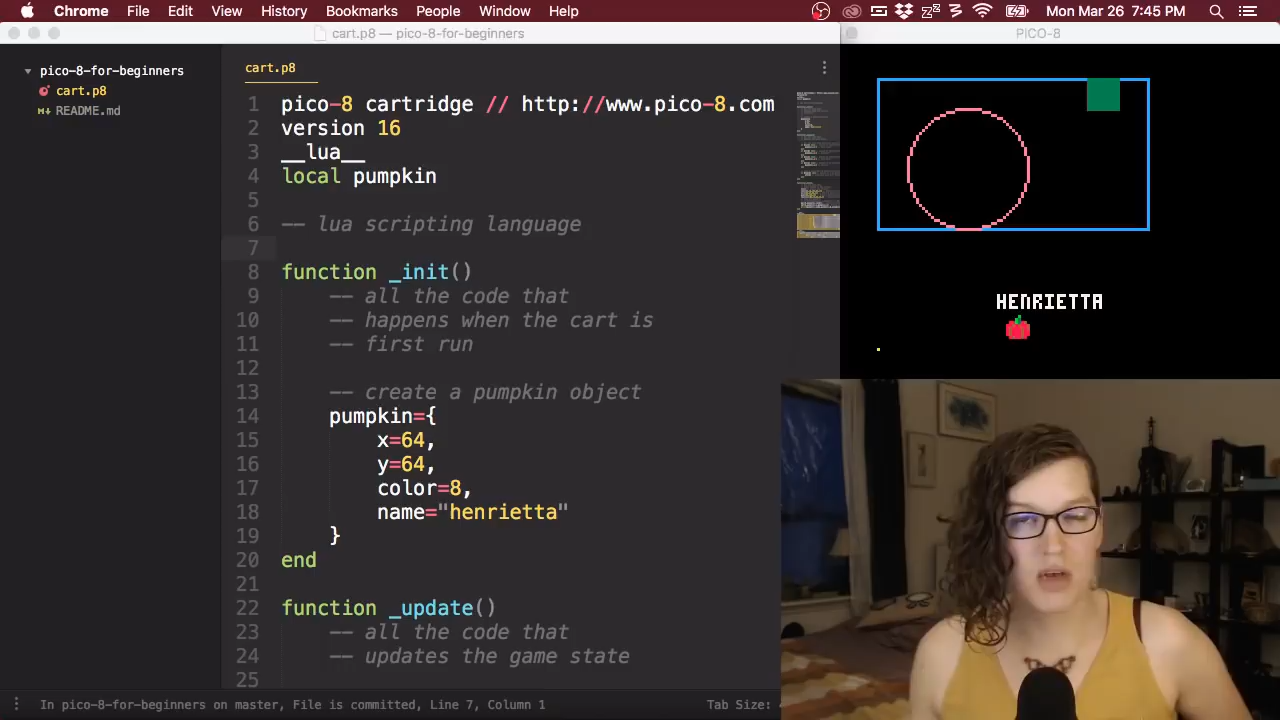 Chrome File Edit View History Bookmarks People Window Help Mon Mar 26 7:45 PM
cart.p8 — pico-8-for-beginners
PICO-8
pico-8-for-beginners
cart.p8
README.md
cart.p8
1 pico-8 cartridge // http://www.pico-8.com
2 version 16
3 __lua__
4 local pumpkin
5
6 -- lua scripting language
7
8 function _init()
9 -- all the code that
10 -- happens when the cart is
11 -- first run
12
13 -- create a pumpkin object
14 pumpkin={
15 x=64,
16 y=64,
17 color=8,
18 name="henrietta"
19 }
20 end
21
22 function _update()
23 -- all the code that
24 -- updates the game state
25
HENRIETTA
In pico-8-for-beginners on master, File is committed, Line 7, Column 1
Tab Size: